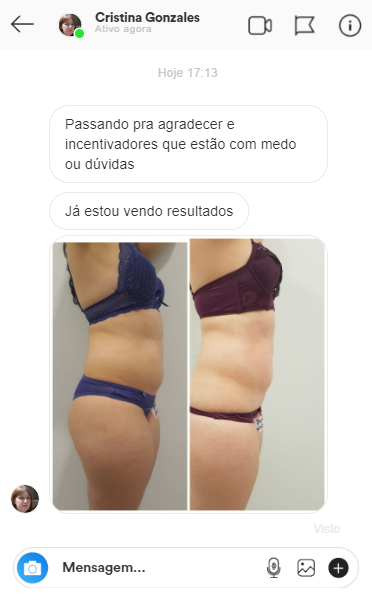 Cristina Gonzales
Ativo agora
Hoje 17:13
Passando pra agradecer e
incentivadores que estão com medo
ou dúvidas
Já estou vendo resultados
Visto
Mensagem...